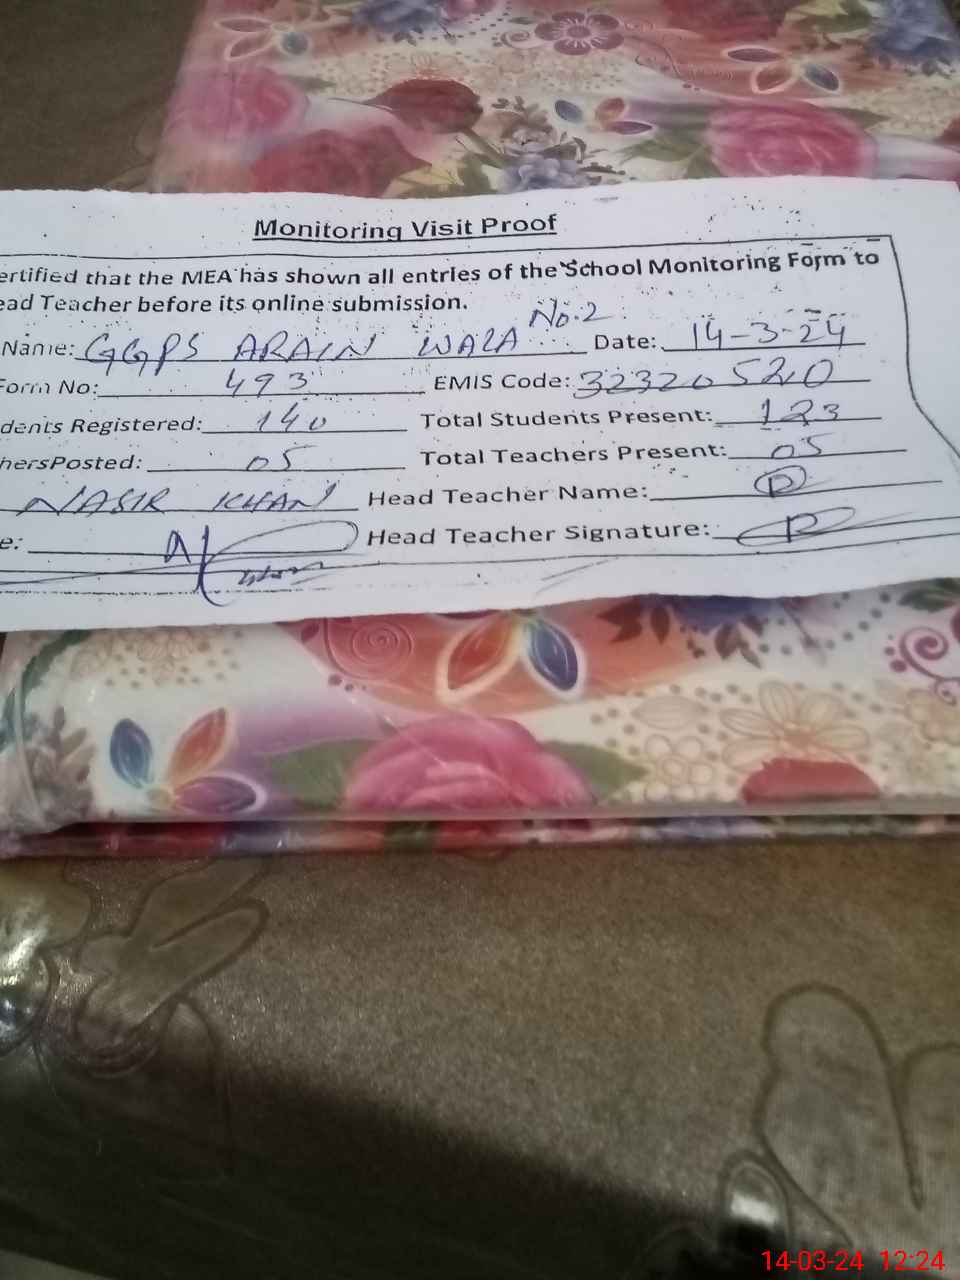 Monitoring Visit Proof
ertified that the MEA has shown all entries of the School Monitoring Form to
ead Teacher before its online submission.
Name: GGPS ARAIN WALA No.2 Date: 14-3-24
Form No: 493 EMIS Code: 32320520
dents Registered: 140 Total Students Present: 123
hersPosted: 05 Total Teachers Present: 05
NASIR KHAN Head Teacher Name: P
e: Head Teacher Signature: P
14-03-24 12:24